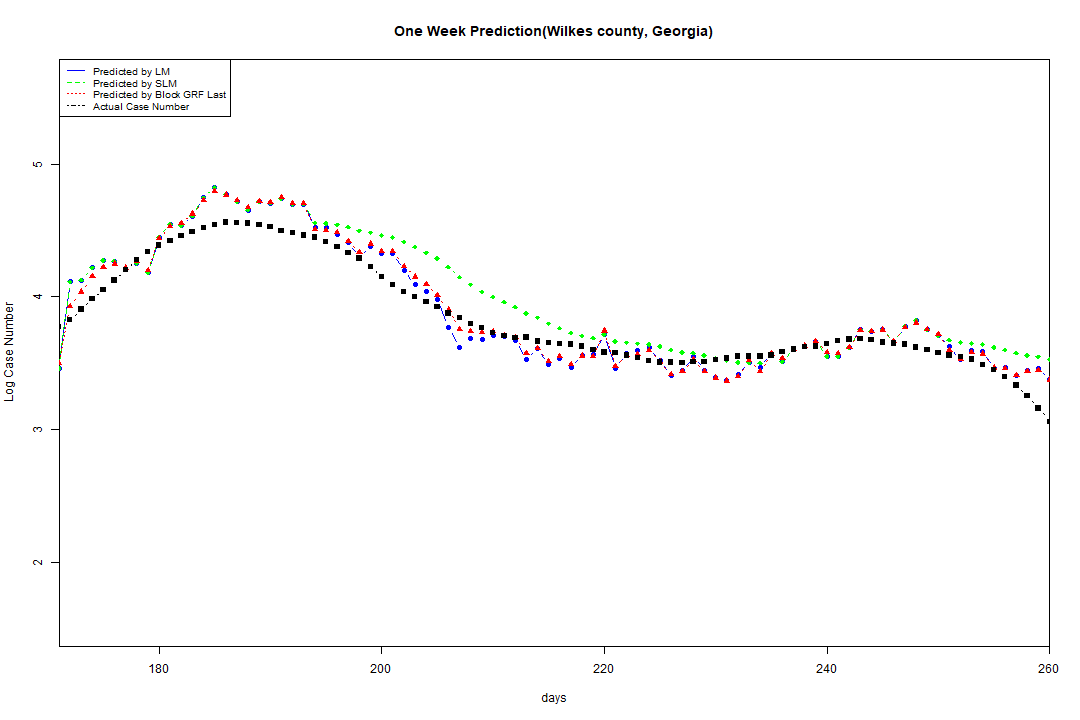 One Week Prediction(Wilkes county, Georgia)
Predicted by LM
Predicted by SLM
Predicted by Block GRF Last
Actual Case Number
5
4
3
2
Log Case Number
180 200 220 240 260
days